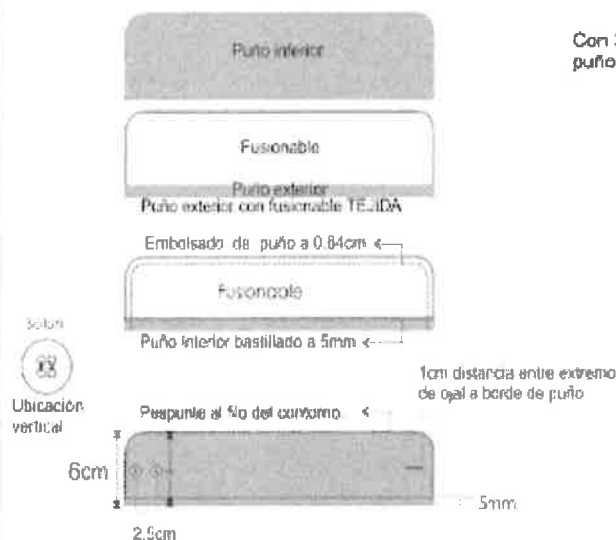 Puño inferior
Con
puño
Fusionable
Puño exterior
Puño exterior con fusionable TEJIDA
Embolsado de puño a 0.64cm
Fusionable
Puño Interior bastillado a 5mm
Boton
Ubicación
vertical
1cm distancia entre extremo
de ojal a borde de puño
Pespunte al filo del contorno
6cm
5mm
2.5cm